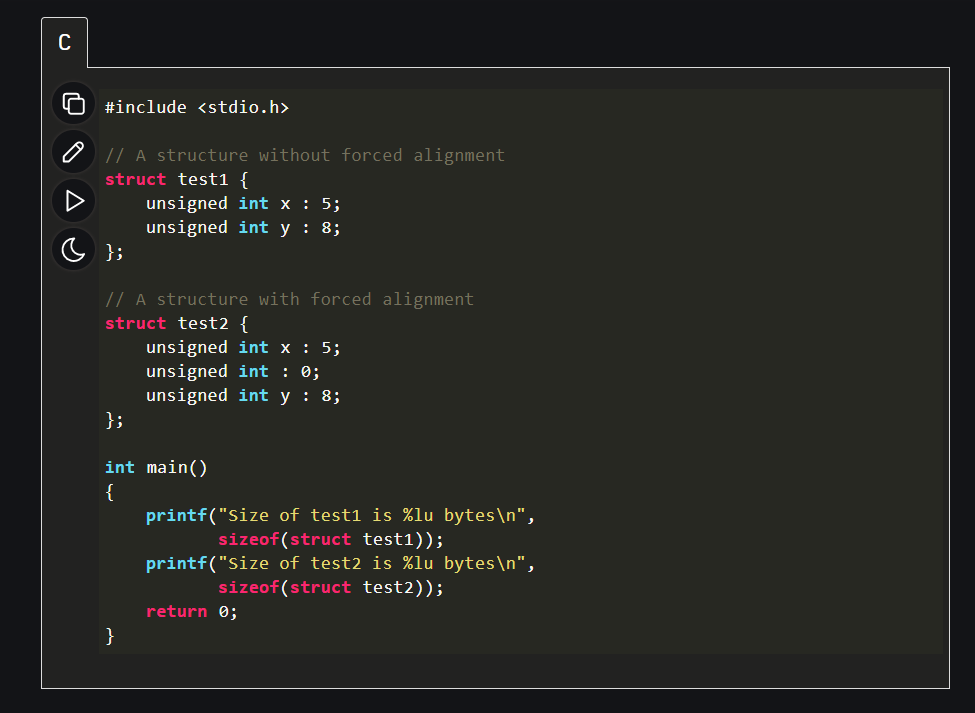 C
#include <stdio.h>
// A structure without forced alignment
struct test1 {
    unsigned int x : 5;
    unsigned int y : 8;
};
// A structure with forced alignment
struct test2 {
    unsigned int x : 5;
    unsigned int : 0;
    unsigned int y : 8;
};
int main()
{
    printf("Size of test1 is %lu bytes\n",
           sizeof(struct test1));
    printf("Size of test2 is %lu bytes\n",
           sizeof(struct test2));
    return 0;
}